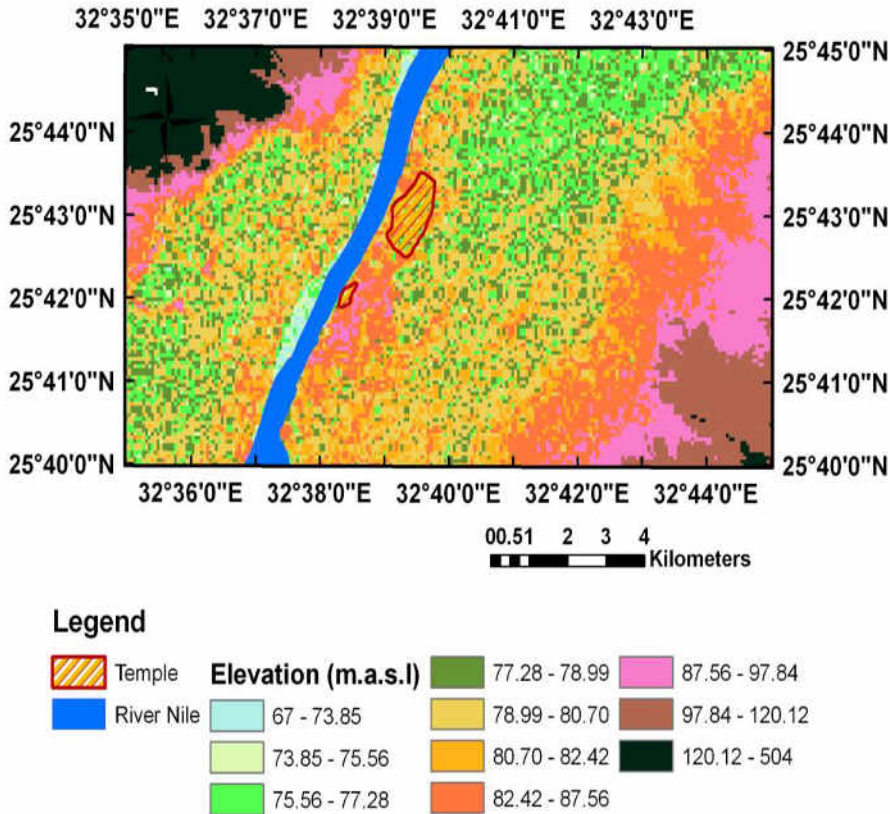 32°35'0"E 32°37'0"E 32°39'0"E 32°41'0"E 32°43'0"E
25°45'0"N
25°44'0"N 25°44'0"N
25°43'0"N 25°43'0"N
25°42'0"N 25°42'0"N
25°41'0"N 25°41'0"N
25°40'0"N 25°40'0"N
32°36'0"E 32°38'0"E 32°40'0"E 32°42'0"E 32°44'0"E
00.51 2 3 4
Kilometers
Legend
Temple
River Nile
Elevation (m.a.s.l)
67 - 73.85
73.85 - 75.56
75.56 - 77.28
77.28 - 78.99
78.99 - 80.70
80.70 - 82.42
82.42 - 87.56
87.56 - 97.84
97.84 - 120.12
120.12 - 504